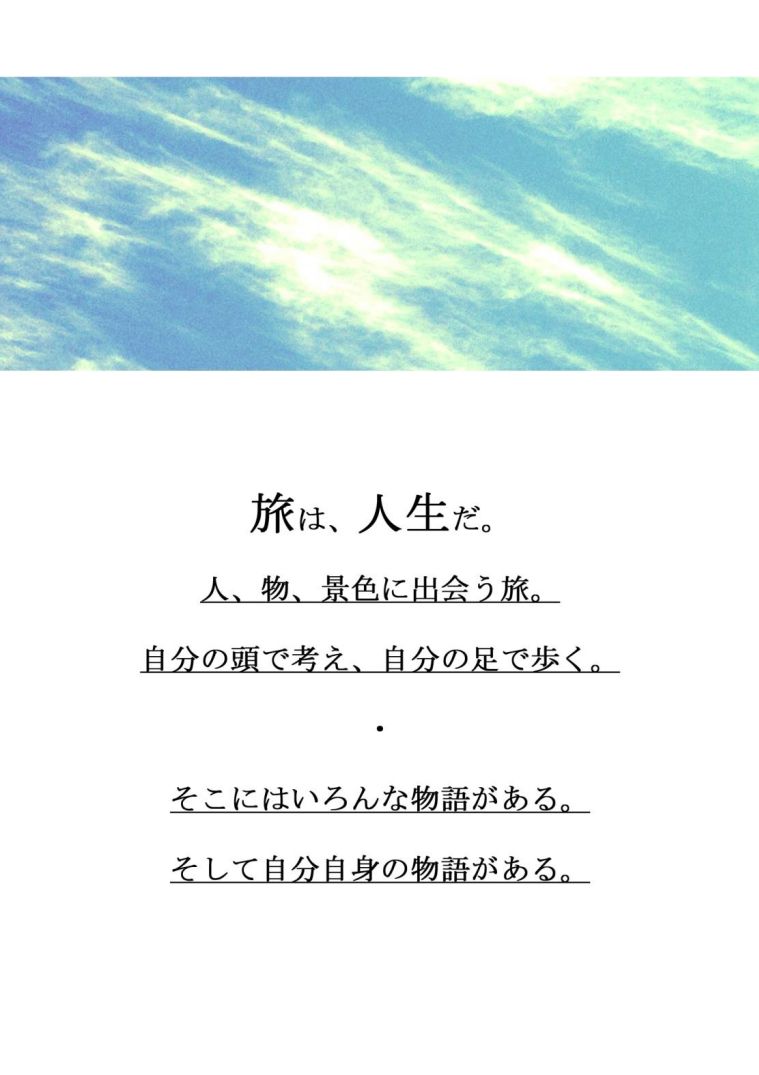 旅は、人生だ。
人、物、景色に出会う旅。
自分の頭で考え、自分の足で歩く。
・
そこにはいろんな物語がある。
そして自分自身の物語がある。